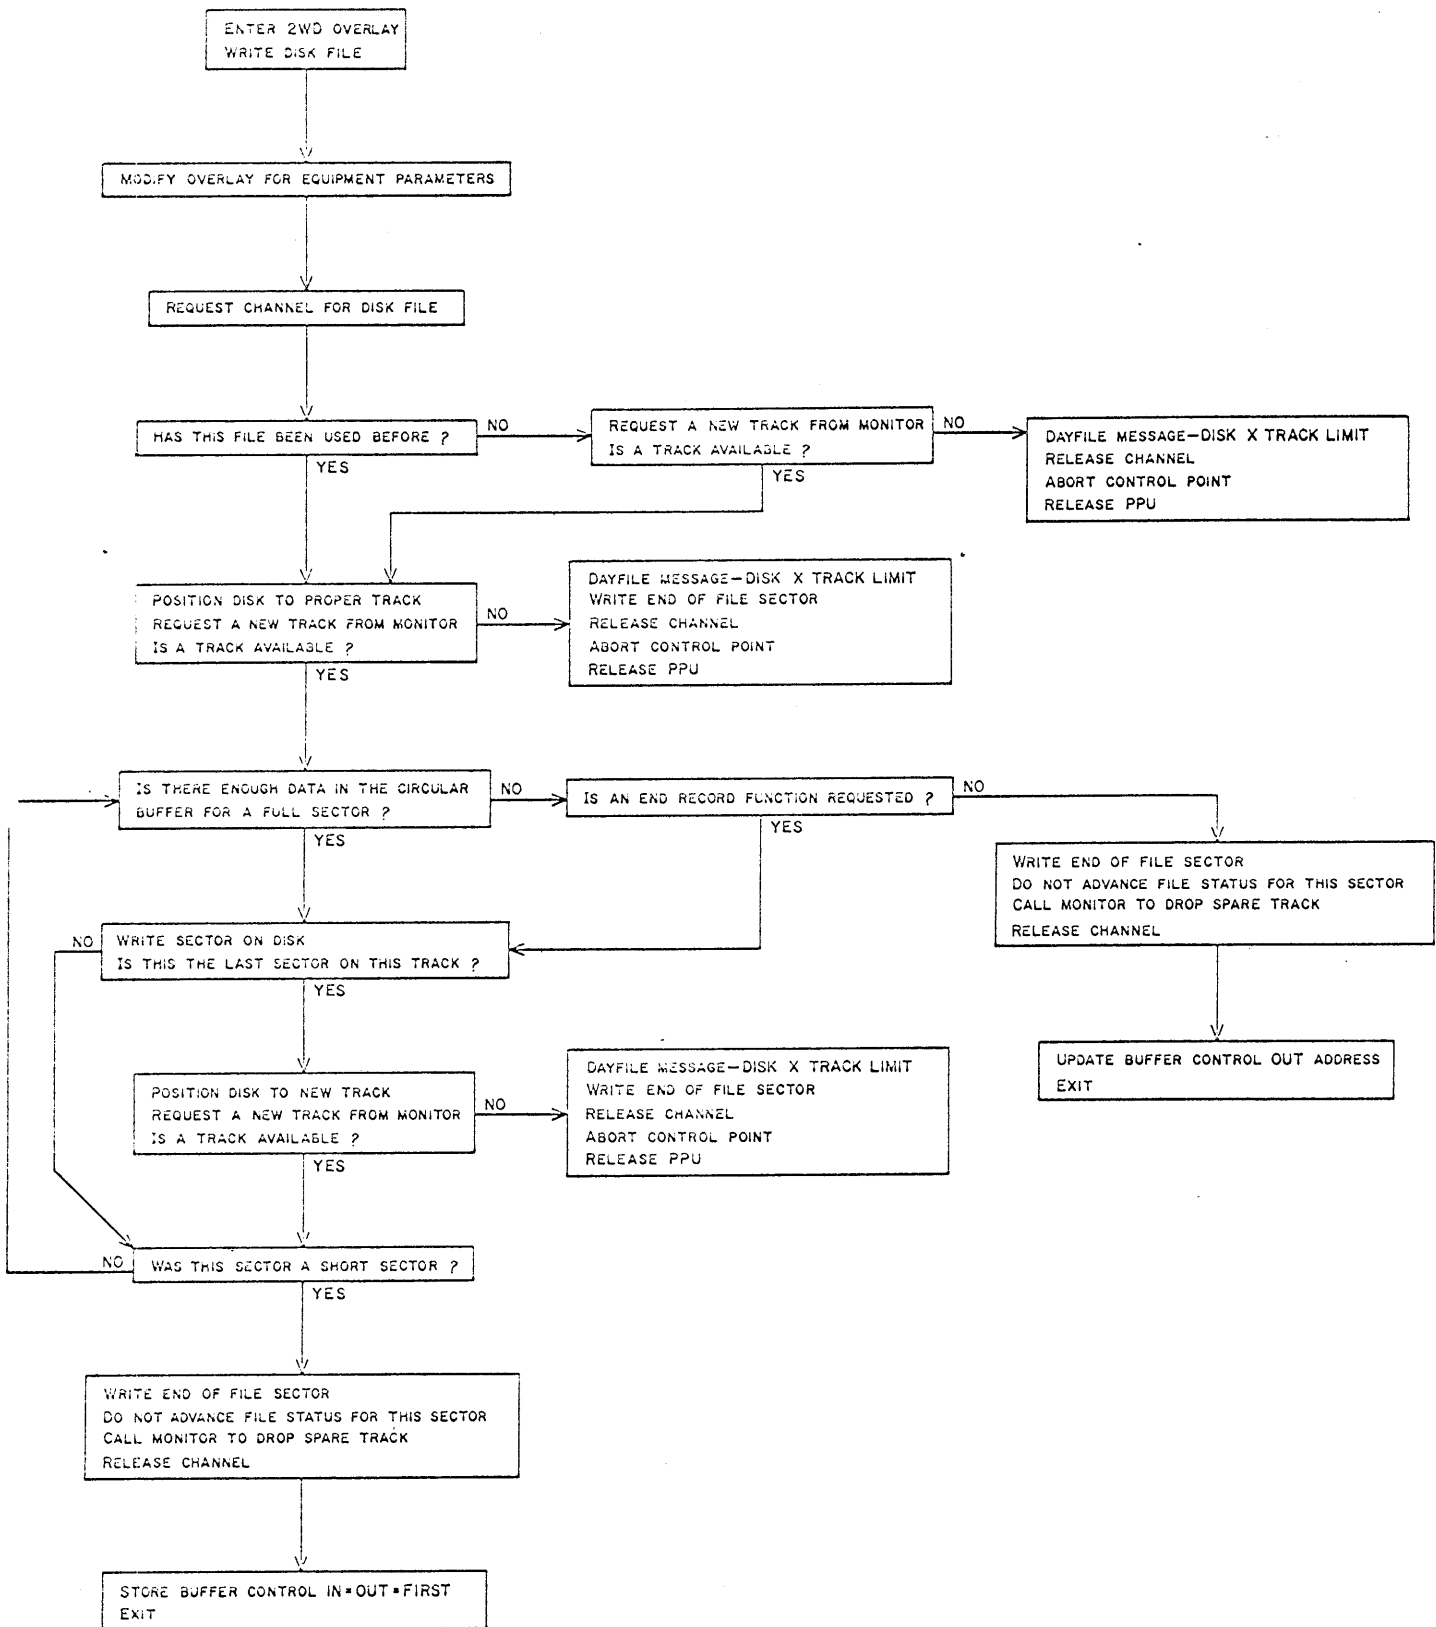 ENTER 2WD OVERLAY
WRITE DISK FILE
MODIFY OVERLAY FOR EQUIPMENT PARAMETERS
REQUEST CHANNEL FOR DISK FILE
HAS THIS FILE BEEN USED BEFORE ?
NO
YES
REQUEST A NEW TRACK FROM MONITOR
IS A TRACK AVAILABLE ?
NO
YES
DAYFILE MESSAGE—DISK X TRACK LIMIT
RELEASE CHANNEL
ABORT CONTROL POINT
RELEASE PPU
POSITION DISK TO PROPER TRACK
REQUEST A NEW TRACK FROM MONITOR
IS A TRACK AVAILABLE ?
NO
YES
DAYFILE MESSAGE—DISK X TRACK LIMIT
WRITE END OF FILE SECTOR
RELEASE CHANNEL
ABORT CONTROL POINT
RELEASE PPU
IS THERE ENOUGH DATA IN THE CIRCULAR
BUFFER FOR A FULL SECTOR ?
NO
YES
IS AN END RECORD FUNCTION REQUESTED ?
NO
YES
WRITE END OF FILE SECTOR
DO NOT ADVANCE FILE STATUS FOR THIS SECTOR
CALL MONITOR TO DROP SPARE TRACK
RELEASE CHANNEL
UPDATE BUFFER CONTROL OUT ADDRESS
EXIT
NO
WRITE SECTOR ON DISK
IS THIS THE LAST SECTOR ON THIS TRACK ?
YES
POSITION DISK TO NEW TRACK
REQUEST A NEW TRACK FROM MONITOR
IS A TRACK AVAILABLE ?
NO
YES
DAYFILE MESSAGE—DISK X TRACK LIMIT
WRITE END OF FILE SECTOR
RELEASE CHANNEL
ABORT CONTROL POINT
RELEASE PPU
NO
WAS THIS SECTOR A SHORT SECTOR ?
YES
WRITE END OF FILE SECTOR
DO NOT ADVANCE FILE STATUS FOR THIS SECTOR
CALL MONITOR TO DROP SPARE TRACK
RELEASE CHANNEL
STORE BUFFER CONTROL IN=OUT=FIRST
EXIT